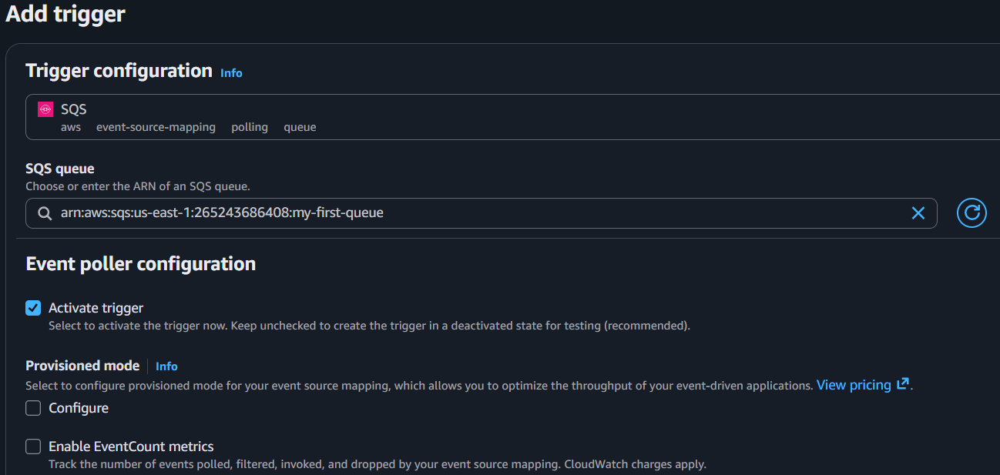 Add trigger
Trigger configuration Info
SQS
aws event-source-mapping polling queue
SQS queue
Choose or enter the ARN of an SQS queue.
arn:aws:sqs:us-east-1:265243686408:my-first-queue
Event poller configuration
Activate trigger
Select to activate the trigger now. Keep unchecked to create the trigger in a deactivated state for testing (recommended).
Provisioned mode Info
Select to configure provisioned mode for your event source mapping, which allows you to optimize the throughput of your event-driven applications. View pricing.
Configure
Enable EventCount metrics
Track the number of events polled, filtered, invoked, and dropped by your event source mapping. CloudWatch charges apply.